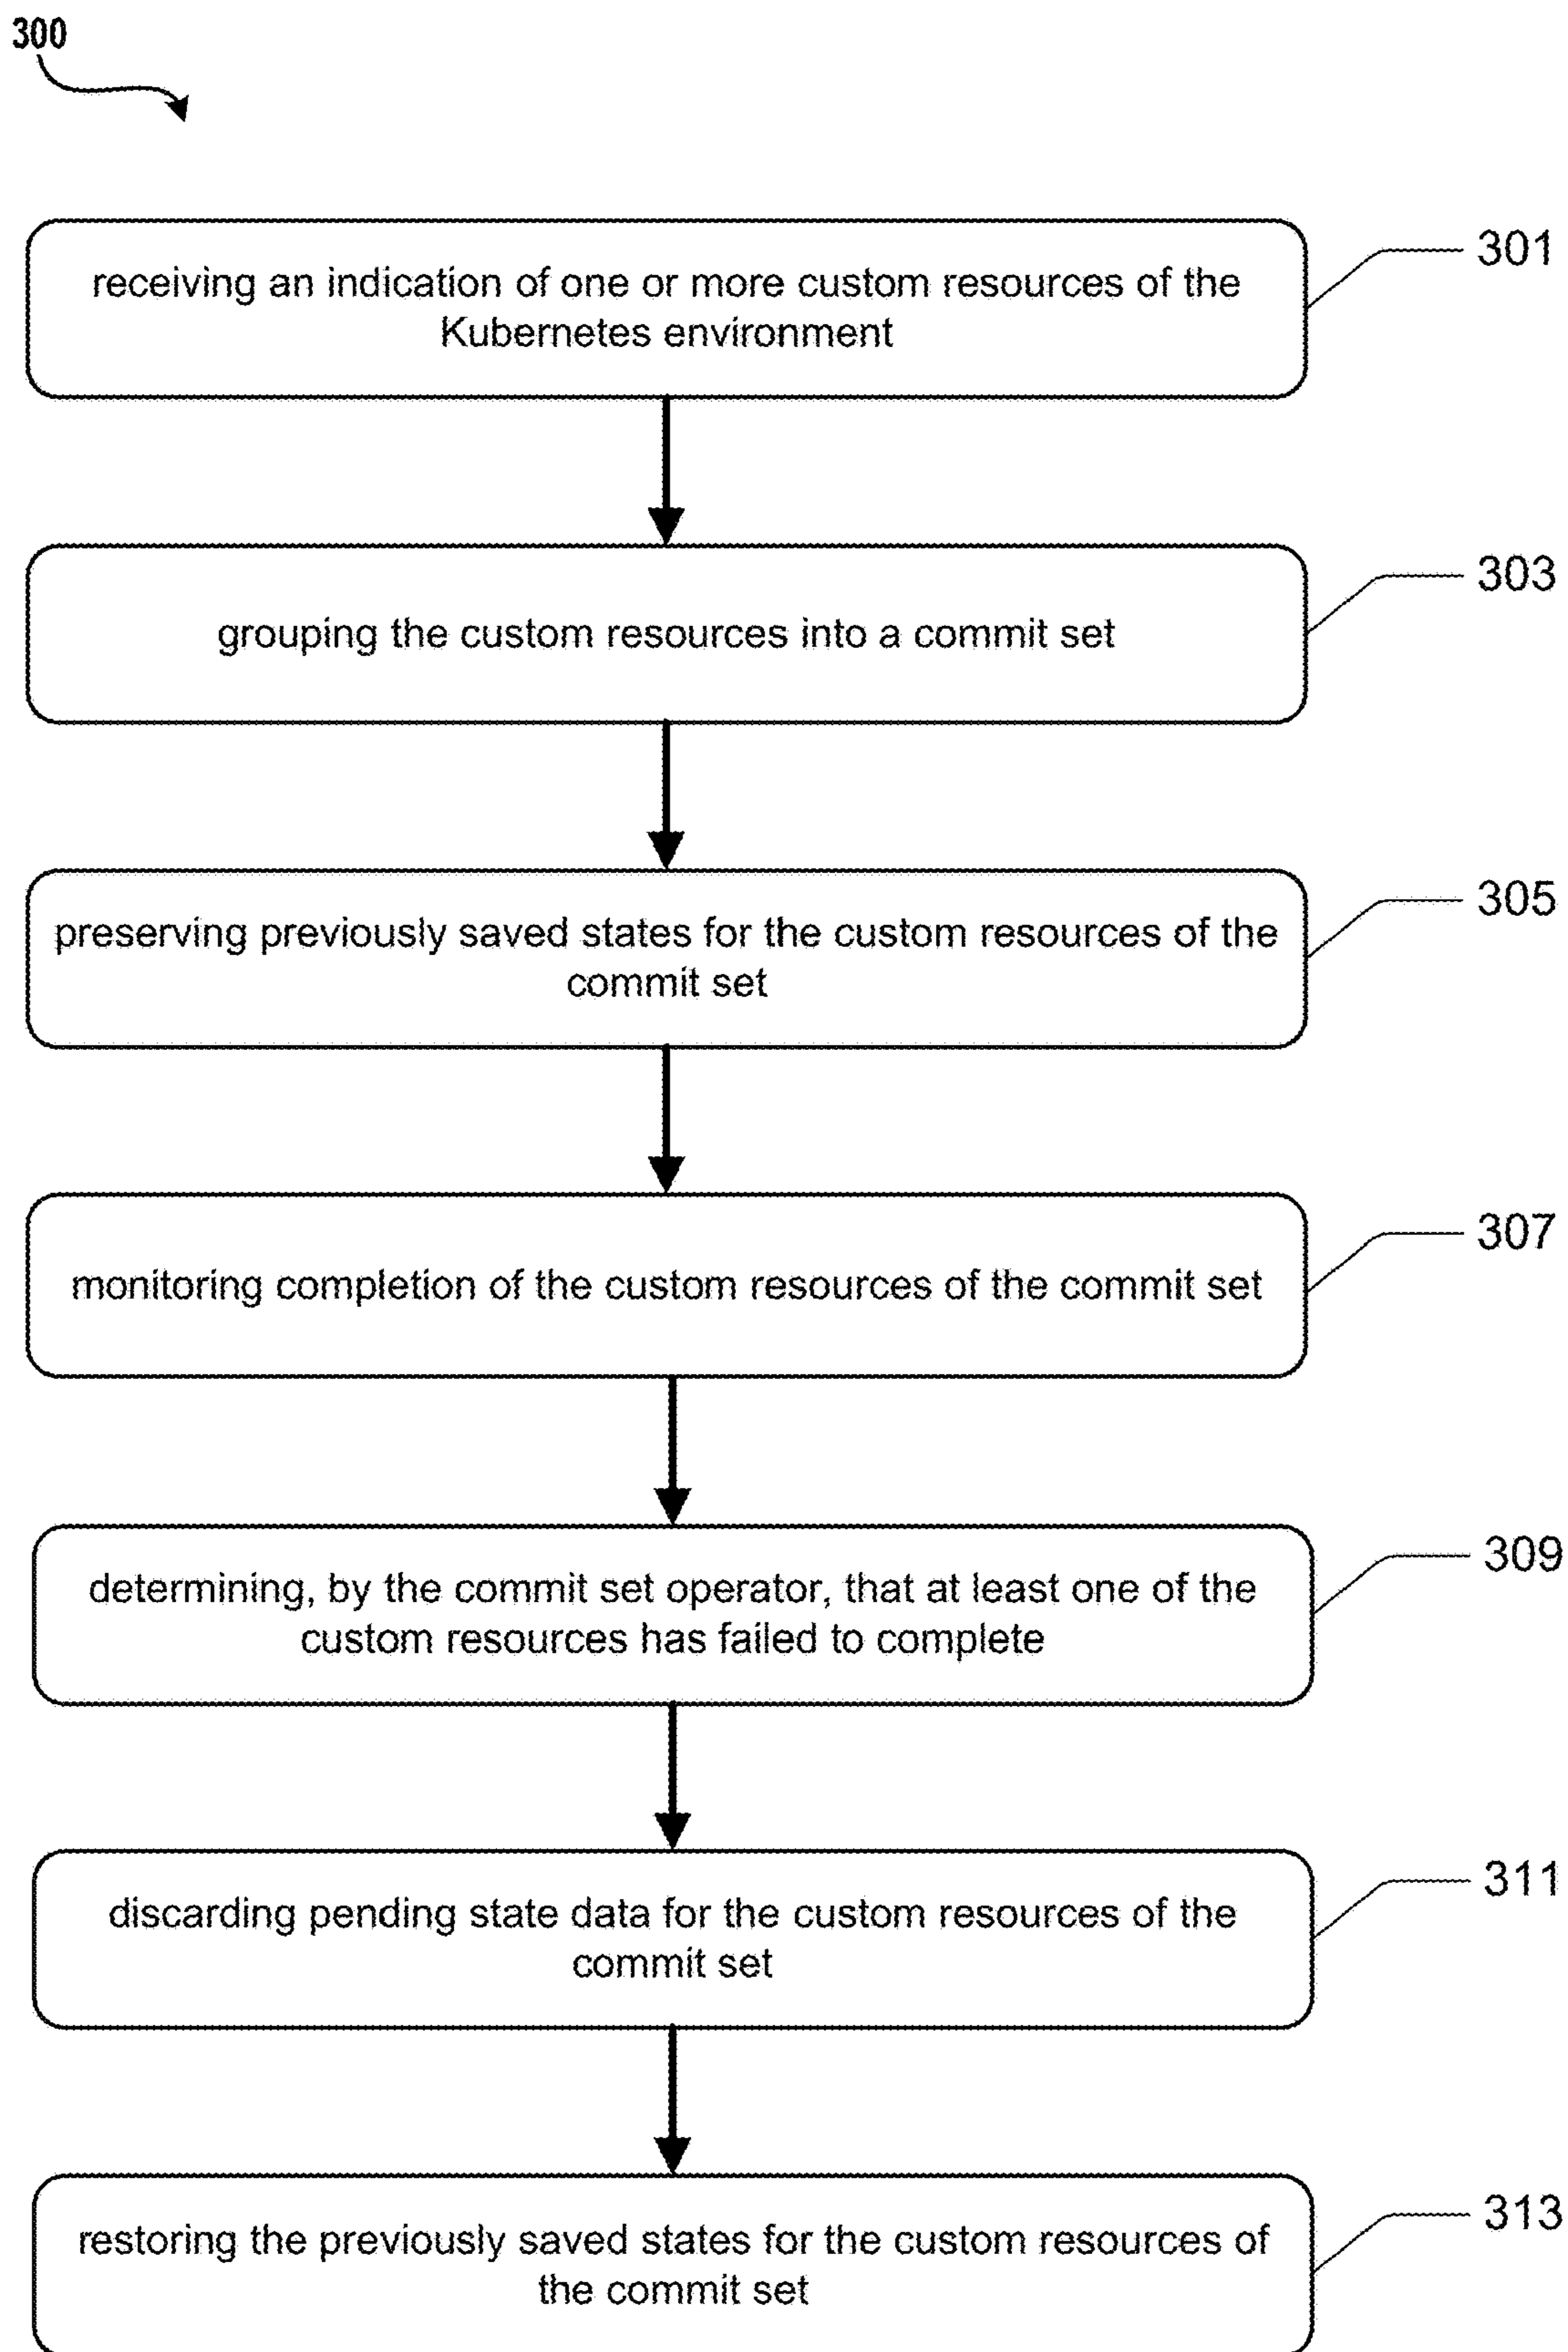 300
receiving an indication of one or more custom resources of the
Kubernetes environment
301
grouping the custom resources into a commit set
303
preserving previously saved states for the custom resources of the
commit set
305
monitoring completion of the custom resources of the commit set
307
determining, by the commit set operator, that at least one of the
custom resources has failed to complete
309
discarding pending state data for the custom resources of the
commit set
311
restoring the previously saved states for the custom resources of
the commit set
313